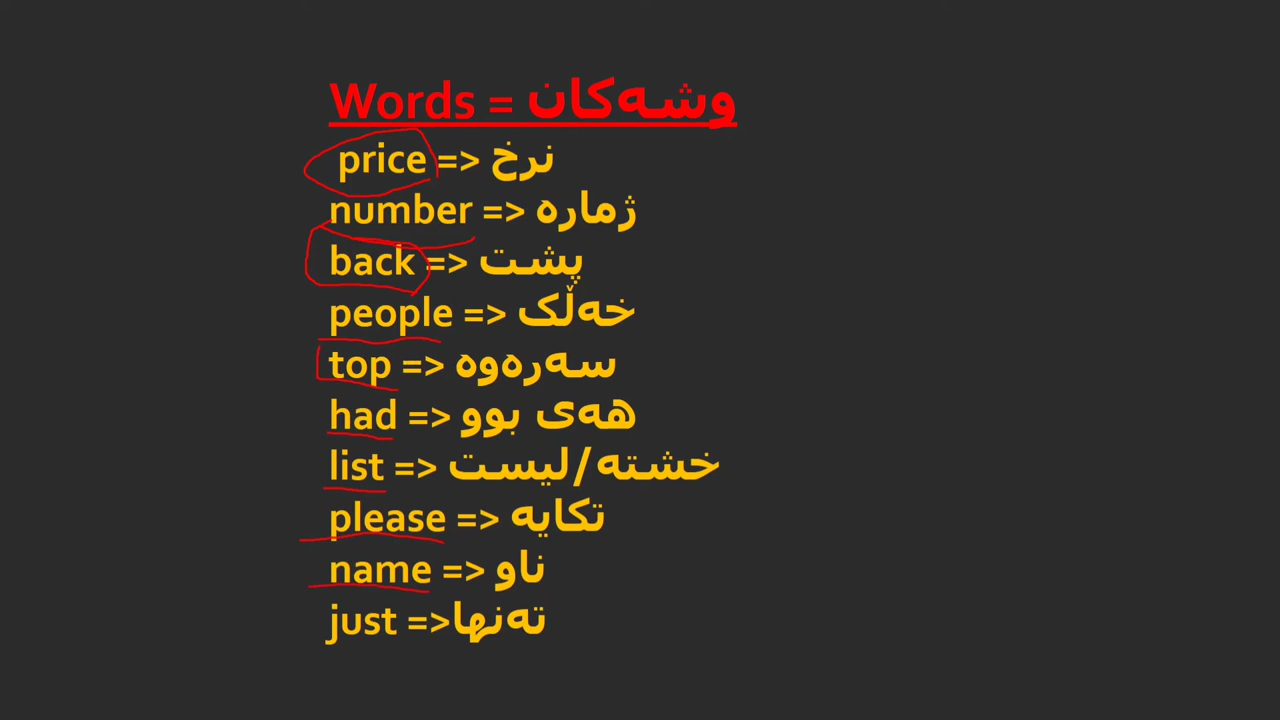 Words = وشەکان
price => نرخ
number => ژمارە
back => پشت
people => خەڵک
top => سەرەوە
had => هەی بوو
list => خشتە/لیست
please => تکایە
name => ناو
just =>تەنها